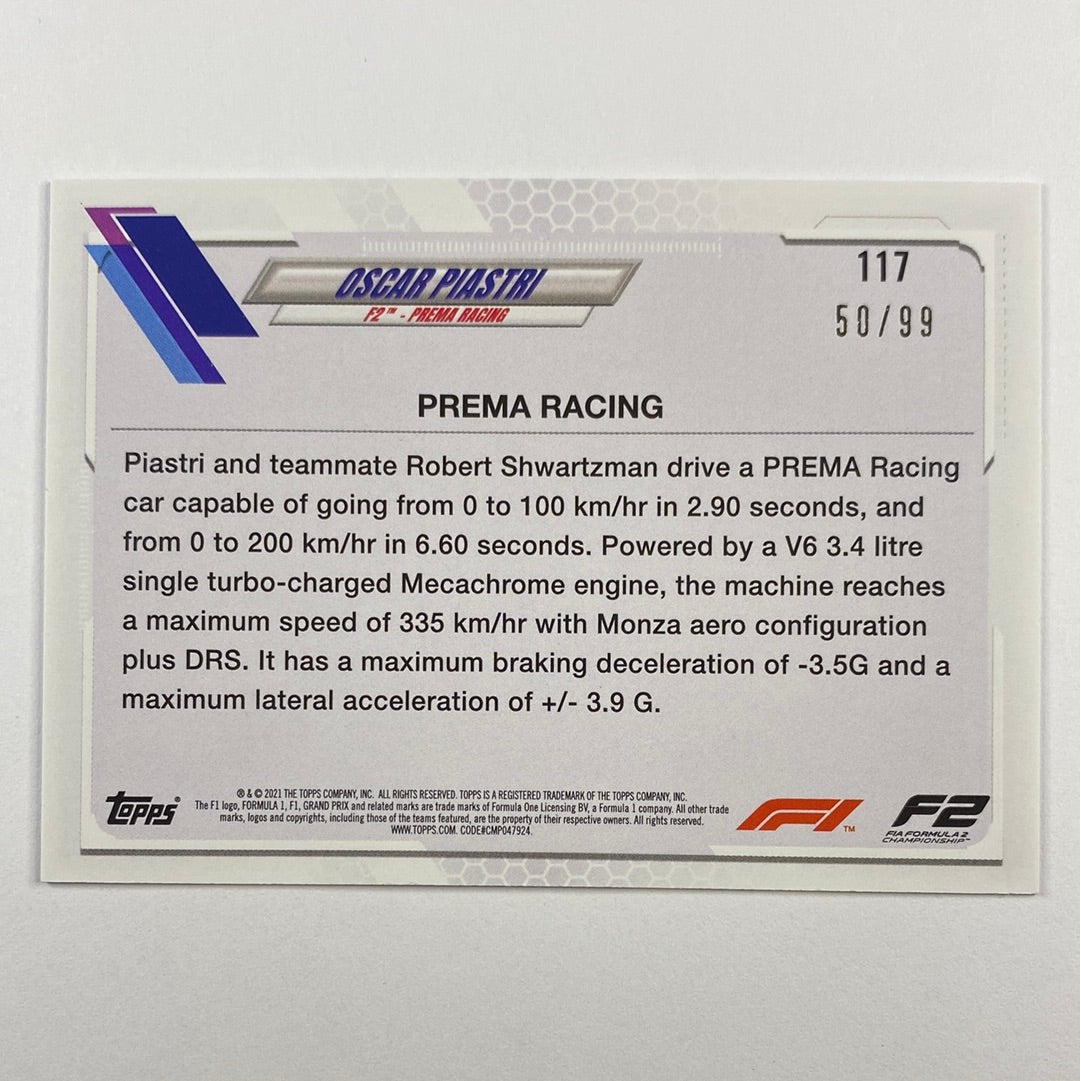 OSCAR PIASTRI
F2™ - PREMA RACING
117
50/99
PREMA RACING
Piastri and teammate Robert Shwartzman drive a PREMA Racing
car capable of going from 0 to 100 km/hr in 2.90 seconds, and
from 0 to 200 km/hr in 6.60 seconds. Powered by a V6 3.4 litre
single turbo-charged Mecachrome engine, the machine reaches
a maximum speed of 335 km/hr with Monza aero configuration
plus DRS. It has a maximum braking deceleration of -3.5G and a
maximum lateral acceleration of +/- 3.9 G.
TOPPS®
® & © 2021 THE TOPPS COMPANY, INC. ALL RIGHTS RESERVED. TOPPS IS A REGISTERED TRADEMARK OF THE TOPPS COMPANY, INC.
The F1 logo, FORMULA 1, F1, GRAND PRIX and related marks are trade marks of Formula One Licensing BV, a Formula 1 company. All other trade
marks, logos and copyrights, including those of the teams featured, are the property of their respective owners. All rights reserved.
WWW.TOPPS.COM. CODE#CMP047924.
F1™
F2
FIA FORMULA 2
CHAMPIONSHIP™